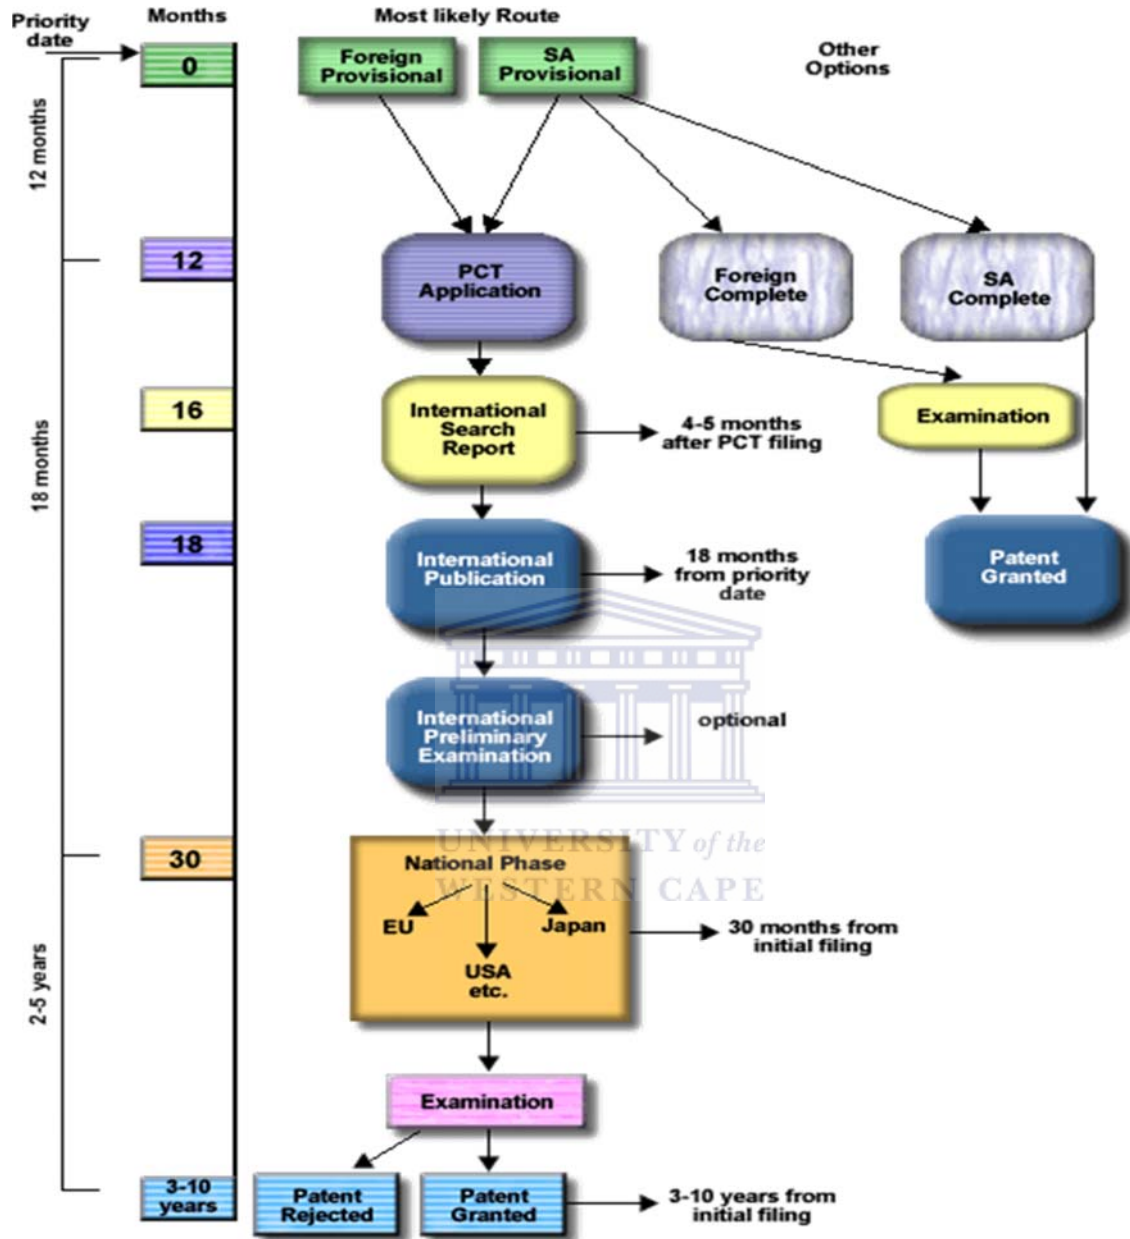 Priority
date
Months
Most likely Route
Other
Options
0
Foreign
Provisional
SA
Provisional
12 months
12
PCT
Application
Foreign
Complete
SA
Complete
16
International
Search
Report
4-5 months
after PCT filing
Examination
18 months
18
International
Publication
18 months
from priority
date
Patent
Granted
International
Preliminary
Examination
optional
UNIVERSITY of the
WESTERN CAPE
30
National Phase
EU
Japan
USA
etc.
30 months from
initial filing
2-5 years
Examination
3-10
years
Patent
Rejected
Patent
Granted
3-10 years from
initial filing